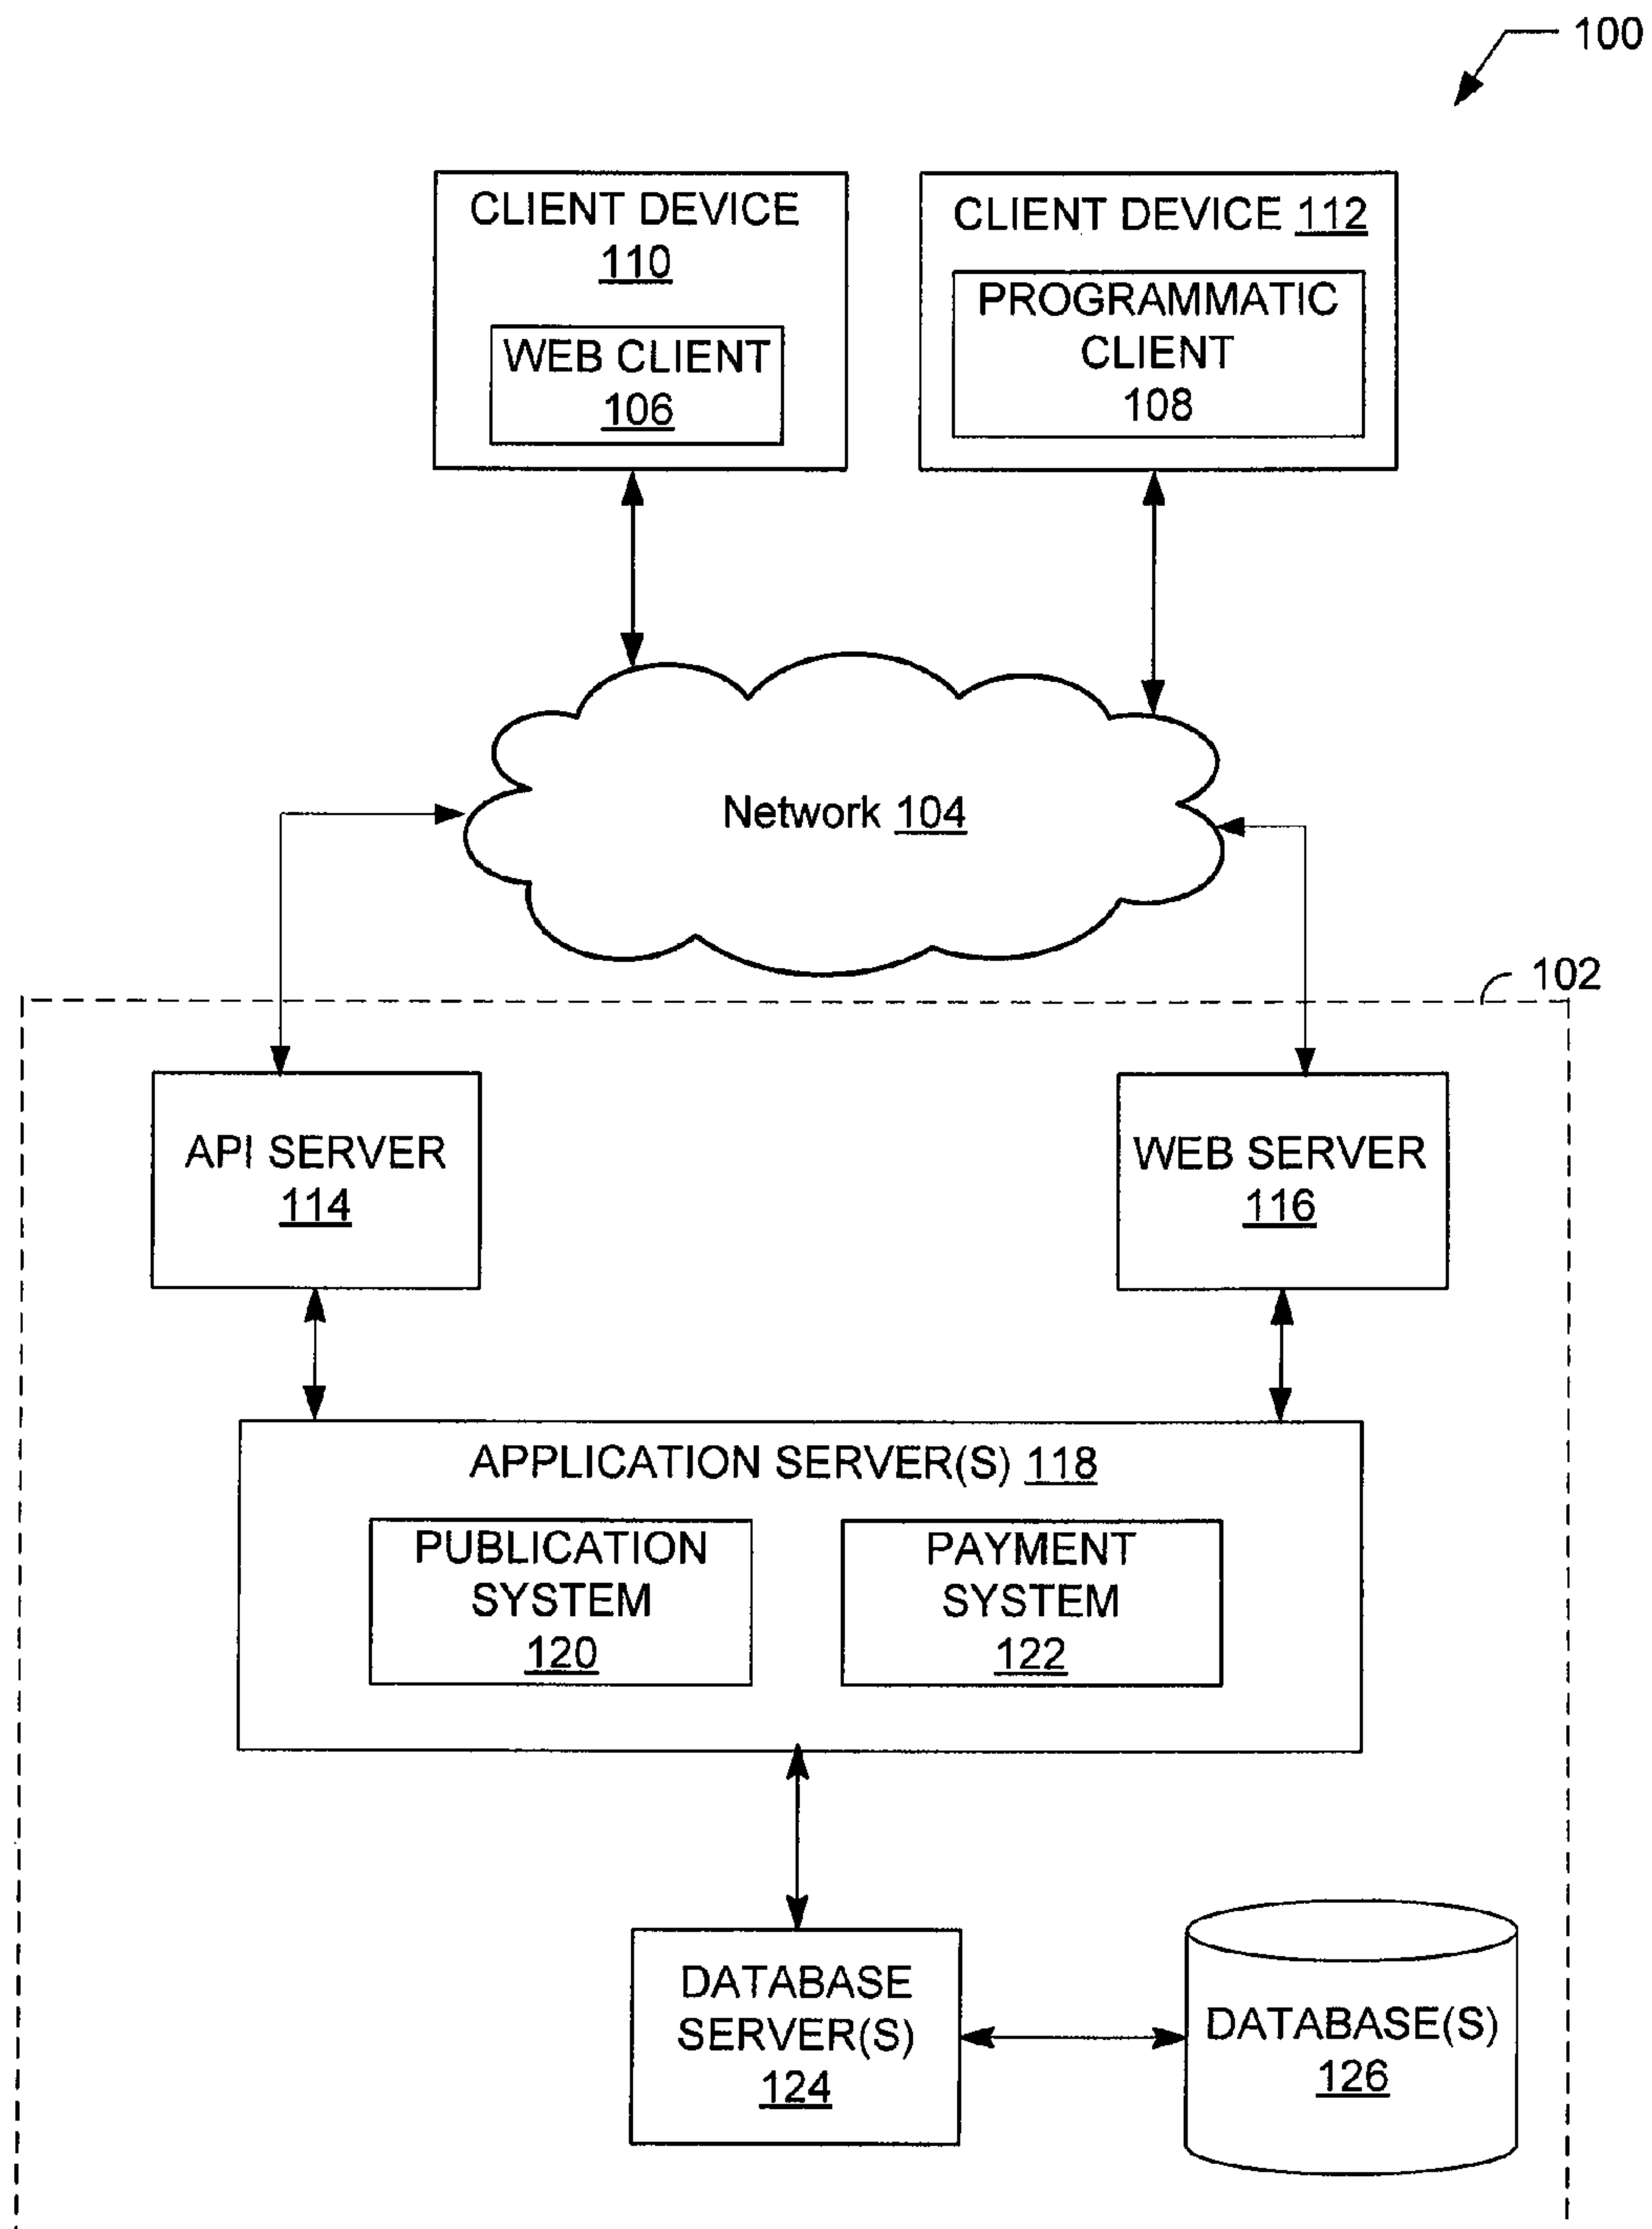 100
CLIENT DEVICE
110
WEB CLIENT
106
CLIENT DEVICE 112
PROGRAMMATIC
CLIENT
108
Network 104
102
API SERVER
114
WEB SERVER
116
APPLICATION SERVER(S) 118
PUBLICATION
SYSTEM
120
PAYMENT
SYSTEM
122
DATABASE
SERVER(S)
124
DATABASE(S)
126